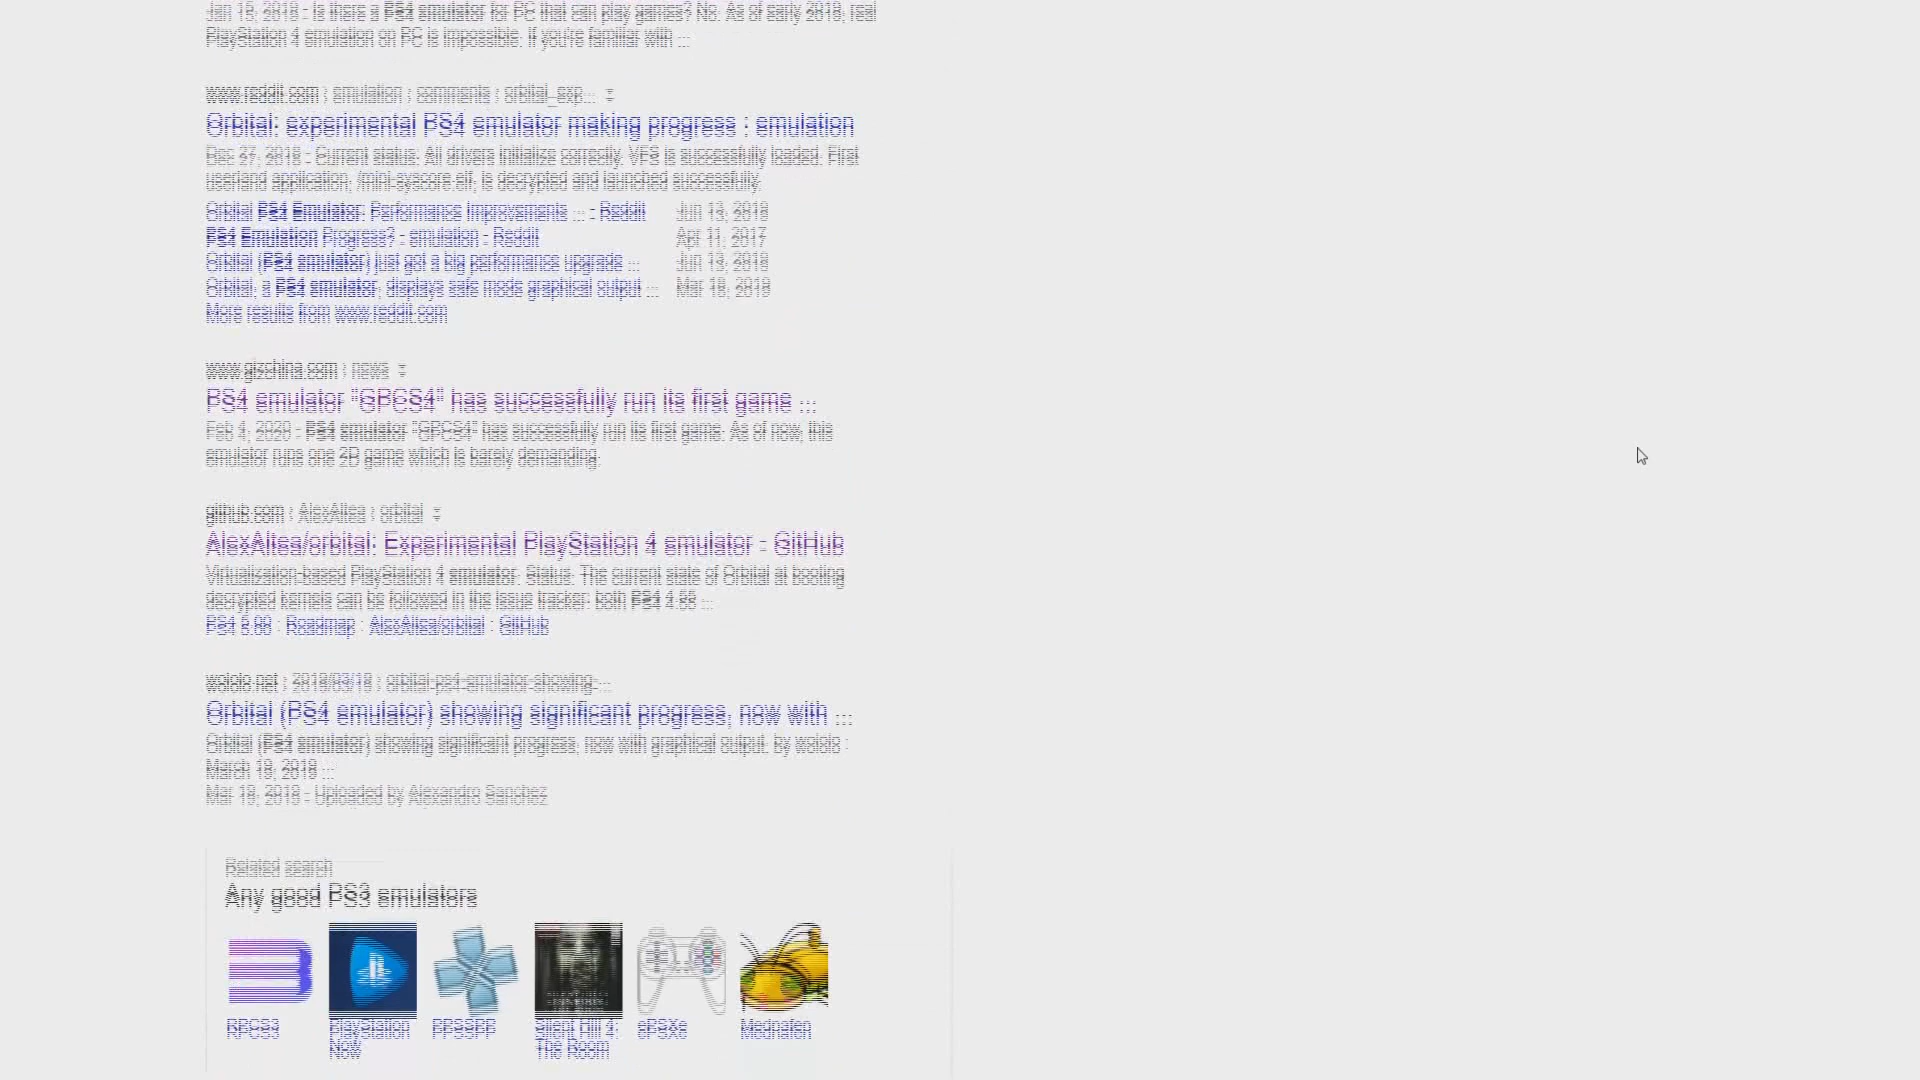 Jan 15, 2019 - Is there a PS4 emulator for PC that can play games? No. As of early 2019, real
PlayStation 4 emulation on PC is impossible. If you're familiar with ...
www.reddit.com › emulation › comments › orbital_exp...
Orbital: experimental PS4 emulator making progress : emulation
Dec 27, 2018 - Current status: All drivers initialize correctly. VFS is successfully loaded. First
userland application, /mini-syscore.elf, is decrypted and launched successfully.
Orbital PS4 Emulator: Performance Improvements ... - Reddit Jun 13, 2019
PS4 Emulation Progress? - emulation - Reddit Apr 11, 2017
Orbital (PS4 emulator) just got a big performance upgrade ... Jun 13, 2019
Orbital, a PS4 emulator, displays safe mode graphical output ... Mar 18, 2019
More results from www.reddit.com
www.gizchina.com › news
PS4 emulator "GPCS4" has successfully run its first game ...
Feb 4, 2020 - PS4 emulator "GPCS4" has successfully run its first game. As of now, this
emulator runs one 2D game which is barely demanding.
github.com › AlexAltea › orbital
AlexAltea/orbital: Experimental PlayStation 4 emulator - GitHub
Virtualization-based PlayStation 4 emulator. Status. The current state of Orbital at booting
decrypted kernels can be followed in the issue tracker: both PS4 4.55 ...
PS4 5.00 · Roadmap · AlexAltea/orbital · GitHub
wololo.net › 2019/03/19 › orbital-ps4-emulator-showing-...
Orbital (PS4 emulator) showing significant progress, now with ...
Orbital (PS4 emulator) showing significant progress, now with graphical output. by wololo ·
March 19, 2019 ...
Mar 19, 2019 - Uploaded by Alexandro Sanchez
Related search
Any good PS3 emulators
RPCS3
PlayStation
Now
PPSSPP
Silent Hill 4:
The Room
ePSXe
Mednafen